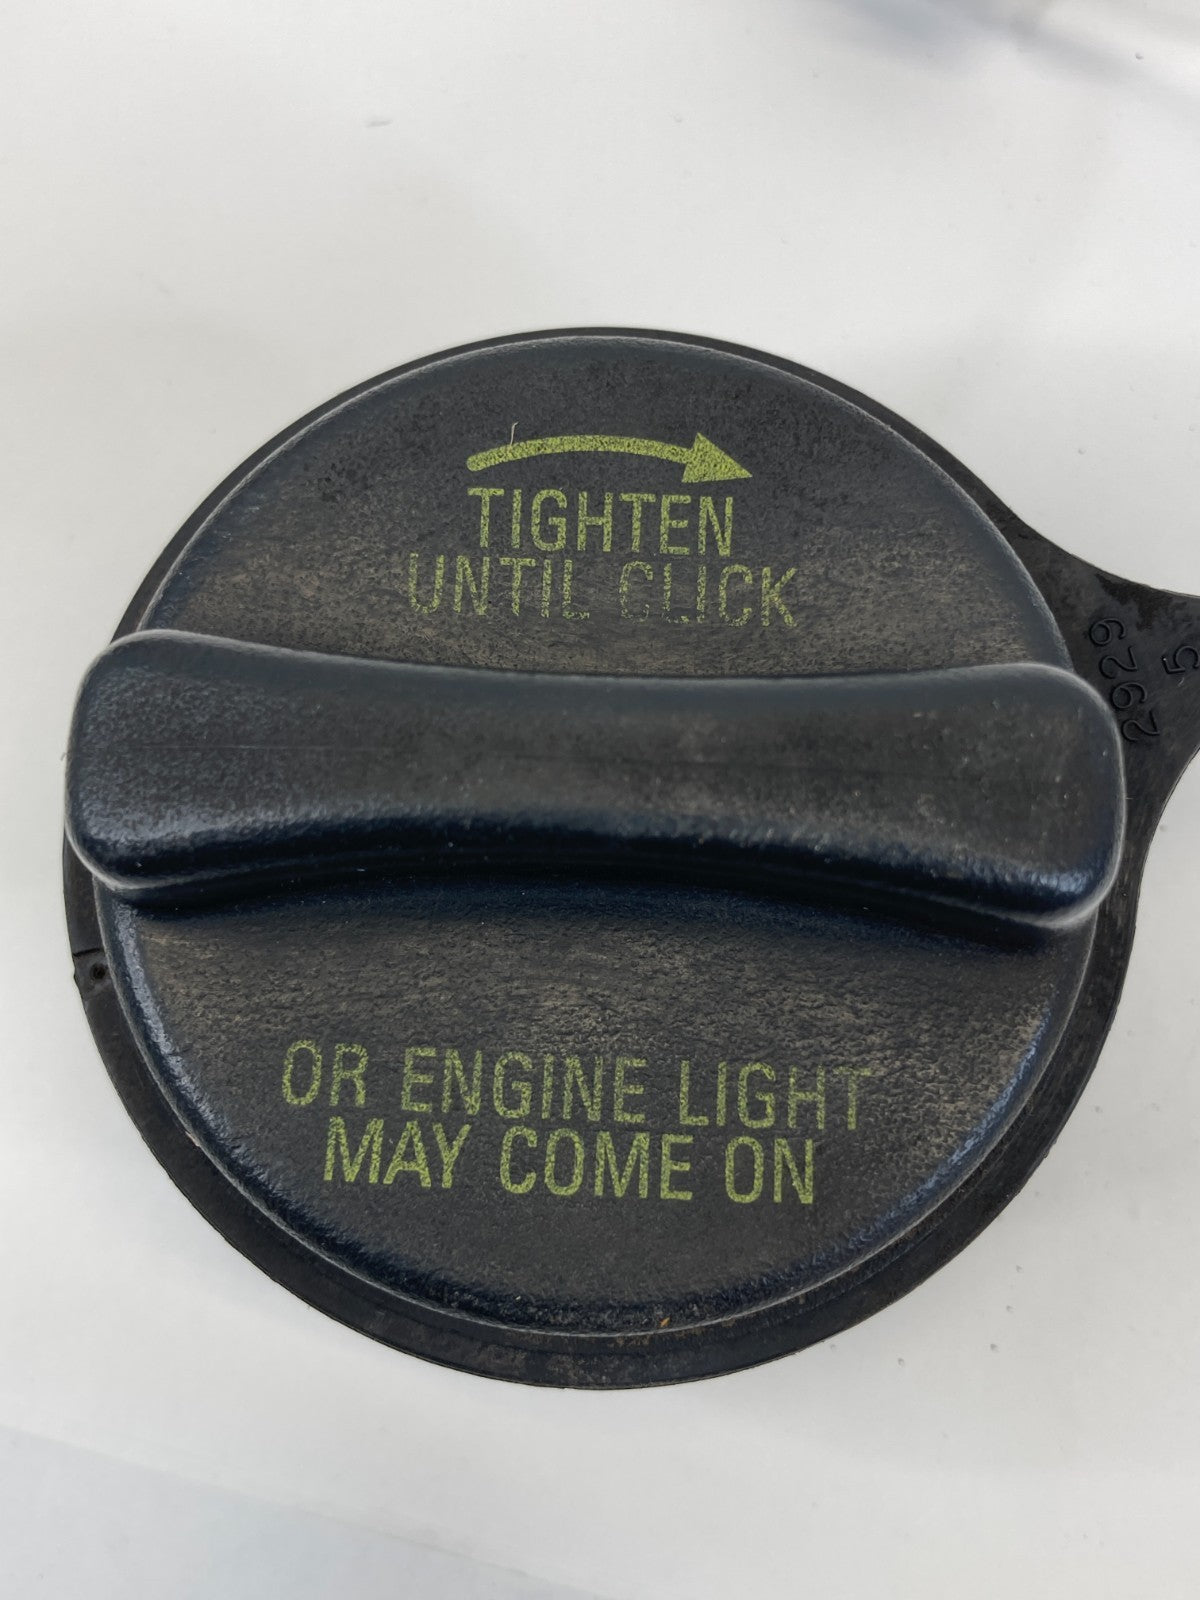 TIGHTEN
UNTIL CLICK
2929
5
OR ENGINE LIGHT
MAY COME ON